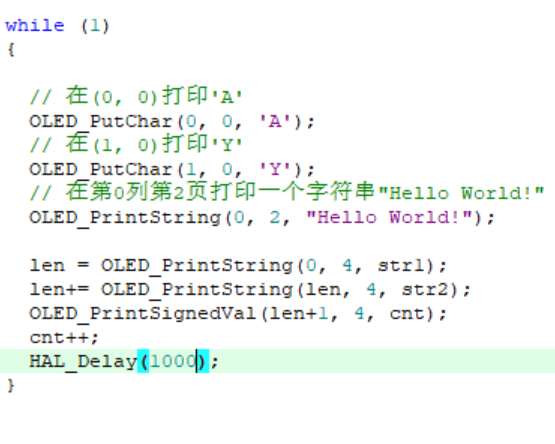 while (1)
{
// 在(0, 0)打印'A'
OLED_PutChar(0, 0, 'A');
// 在(1, 0)打印'Y'
OLED_PutChar(1, 0, 'Y');
// 在第0列第2页打印一个字符串"Hello World!"
OLED_PrintString(0, 2, "Hello World!");
len = OLED_PrintString(0, 4, str1);
len+= OLED_PrintString(len, 4, str2);
OLED_PrintSignedVal(len+1, 4, cnt);
cnt++;
HAL_Delay(1000);
}